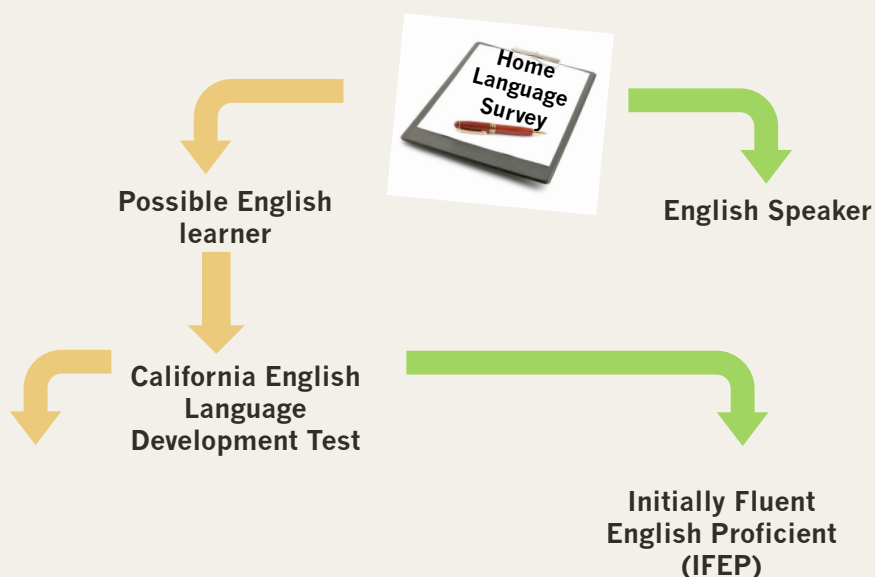 Home
Language
Survey
Possible English
learner
English Speaker
California English
Language
Development Test
Initially Fluent
English Proficient
(IFEP)